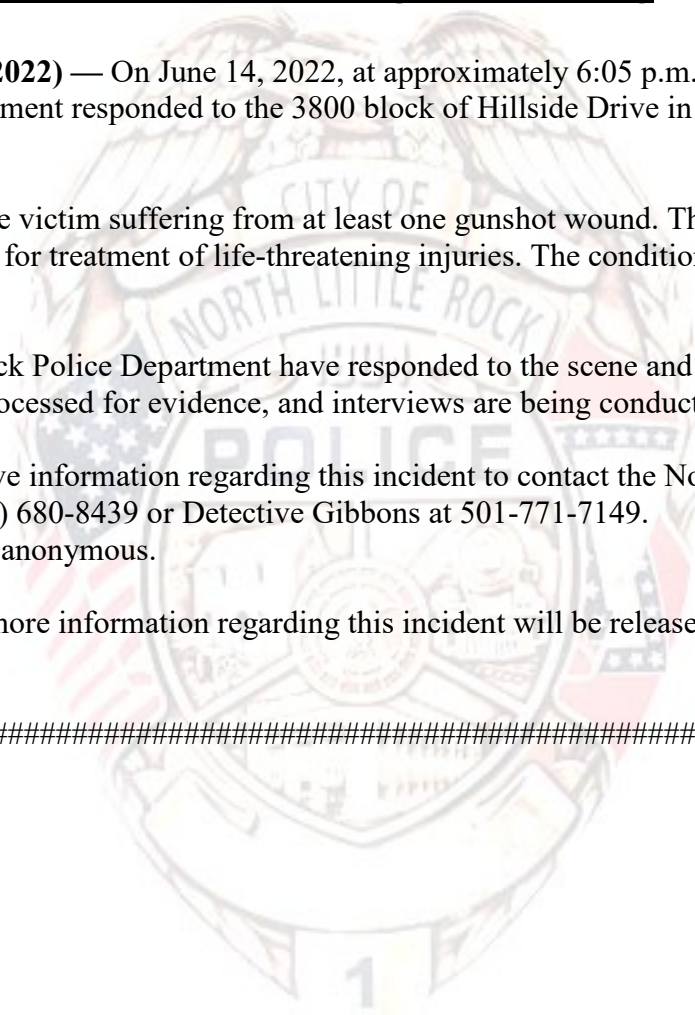 2022) — On June 14, 2022, at approximately 6:05 p.m.
ment responded to the 3800 block of Hillside Drive in
CITY OF
e victim suffering from at least one gunshot wound. Th
for treatment of life-threatening injuries. The condition
NORTH LITTLE ROCK
ck Police Department have responded to the scene and
ocessed for evidence, and interviews are being conduct
POLICE
ve information regarding this incident to contact the No
) 680-8439 or Detective Gibbons at 501-771-7149.
anonymous.
more information regarding this incident will be release
############################################
1